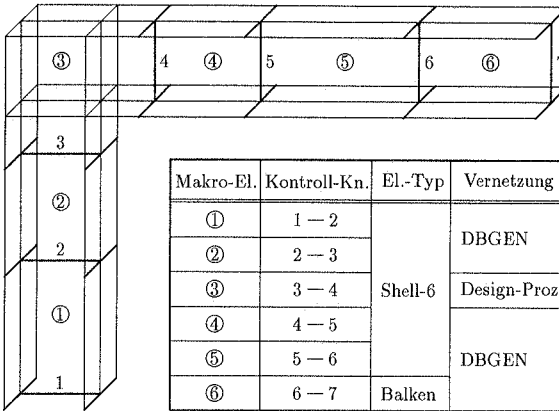 ③ 4 ④ 5 ⑤ 6 ⑥ 7
3
②
2
①
1
Makro-El. Kontroll-Kn. El.-Typ Vernetzung
① 1 — 2 Shell-6 DBGEN
② 2 — 3
③ 3 — 4 Design-Proz
④ 4 — 5 DBGEN
⑤ 5 — 6
⑥ 6 — 7 Balken